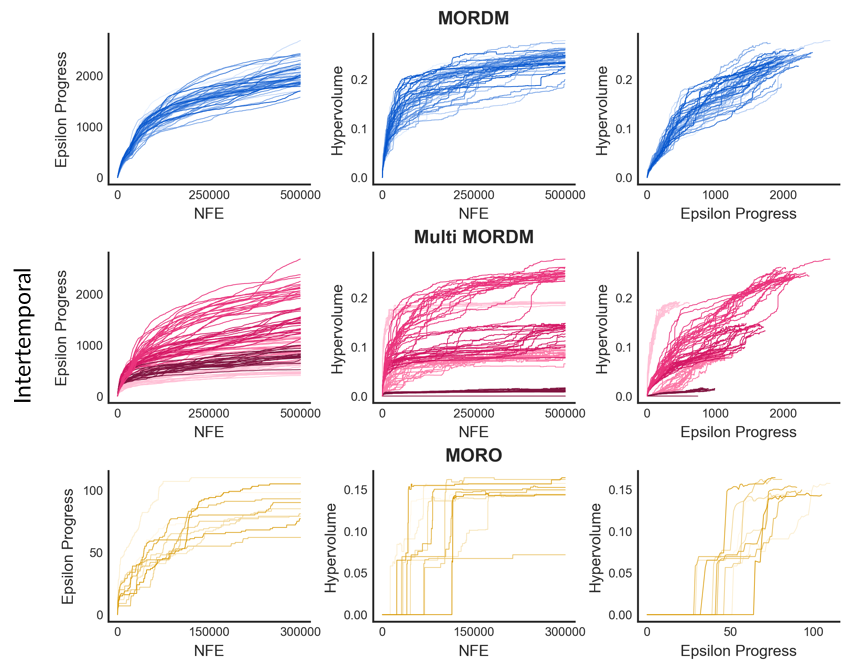 MORDM
Epsilon Progress
2000
1000
0
0 250000 500000
NFE
Hypervolume
0.2
0.1
0.0
0 250000 500000
NFE
Hypervolume
0.2
0.1
0.0
0 1000 2000
Epsilon Progress
Multi MORDM
Intertemporal
Epsilon Progress
2000
1000
0
0 250000 500000
NFE
Hypervolume
0.2
0.1
0.0
0 250000 500000
NFE
Hypervolume
0.2
0.1
0.0
0 1000 2000
Epsilon Progress
MORO
Epsilon Progress
100
50
0
0 150000 300000
NFE
Hypervolume
0.15
0.10
0.05
0.00
0 150000 300000
NFE
Hypervolume
0.15
0.10
0.05
0.00
0 50 100
Epsilon Progress